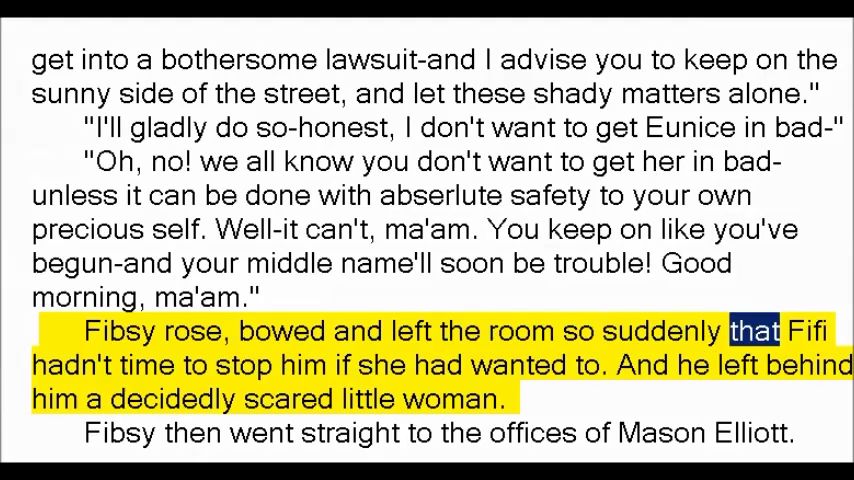 get into a bothersome lawsuit-and I advise you to keep on the
sunny side of the street, and let these shady matters alone."
"I'll gladly do so-honest, I don't want to get Eunice in bad-"
"Oh, no! we all know you don't want to get her in bad-
unless it can be done with abserlute safety to your own
precious self. Well-it can't, ma'am. You keep on like you've
begun-and your middle name'll soon be trouble! Good
morning, ma'am."
Fibsy rose, bowed and left the room so suddenly that Fifi
hadn't time to stop him if she had wanted to. And he left behind
him a decidedly scared little woman.
Fibsy then went straight to the offices of Mason Elliott.